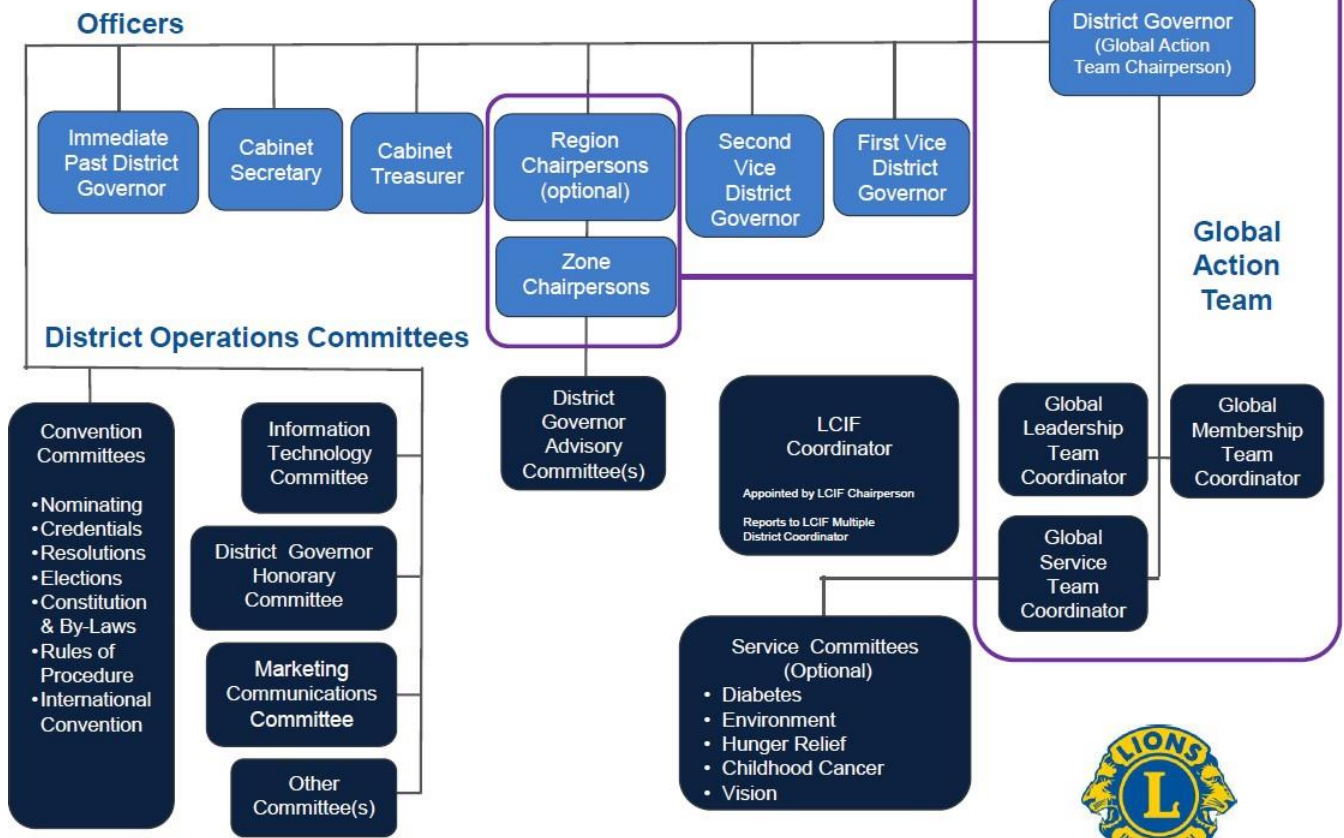 Officers
District Governor
(Global Action
Team Chairperson)
Immediate
Past District
Governor
Cabinet
Secretary
Cabinet
Treasurer
Region
Chairpersons
(optional)
Second
Vice
District
Governor
First Vice
District
Governor
Zone
Chairpersons
Global
Action
Team
District Operations Committees
Convention
Committees
•Nominating
•Credentials
•Resolutions
•Elections
•Constitution
& By-Laws
•Rules of
Procedure
•International
Convention
Information
Technology
Committee
District Governor
Honorary
Committee
Marketing
Communications
Committee
Other
Committee(s)
District
Governor
Advisory
Committee(s)
LCIF
Coordinator
Appointed by LCIF Chairperson
Reports to LCIF Multiple
District Coordinator
Global
Leadership
Team
Coordinator
Global
Membership
Team
Coordinator
Global
Service
Team
Coordinator
Service Committees
(Optional)
• Diabetes
• Environment
• Hunger Relief
• Childhood Cancer
• Vision
LIONS
L